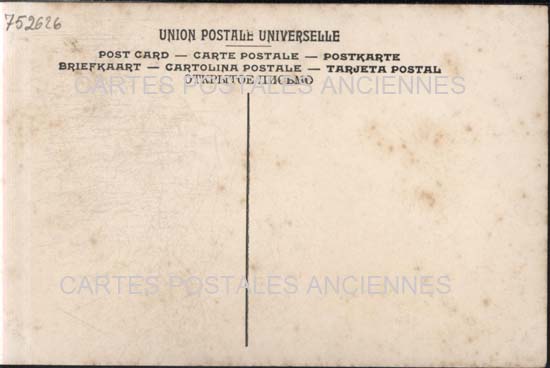 752626
UNION POSTALE UNIVERSELLE
POST CARD — CARTE POSTALE — POSTKARTE
BRIEFKAART — CARTOLINA POSTALE — TARJETA POSTAL
ОТКРЫТОЕ ПИСЬМО
CARTES POSTALES ANCIENNES
CARTES POSTALES ANCIENNES